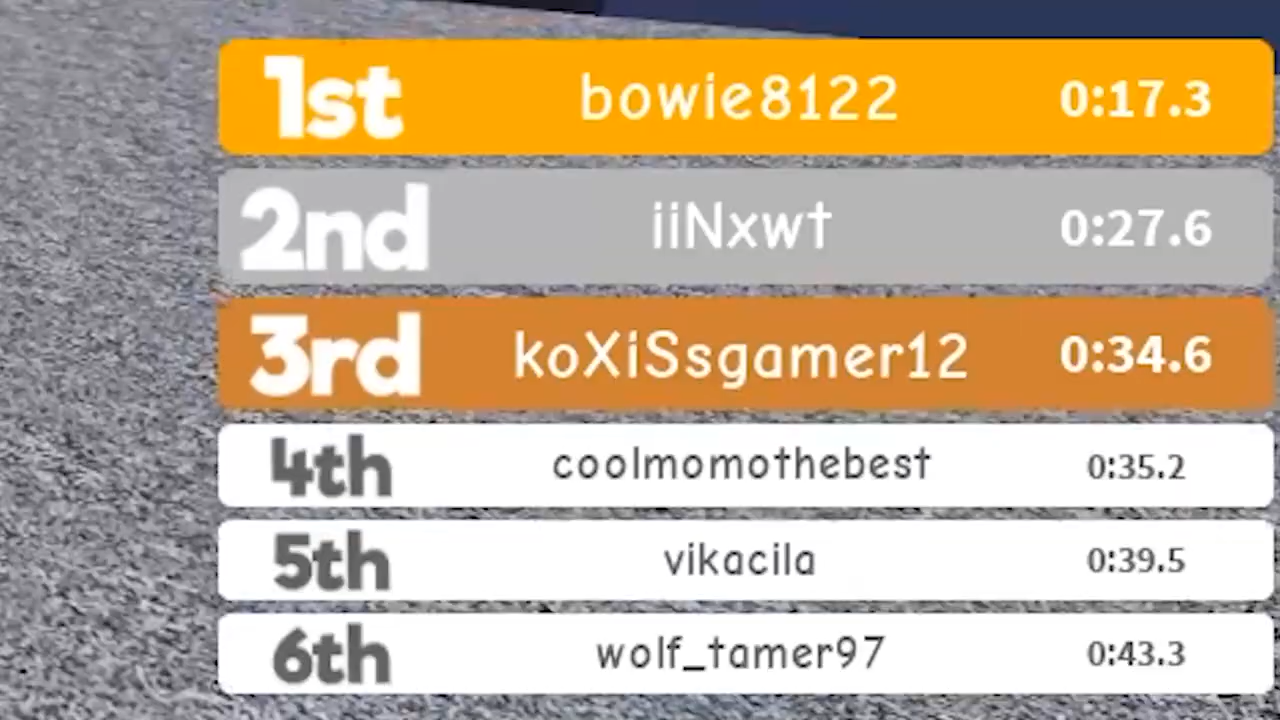 1st bowie8122 0:17.3
2nd iiNxwt 0:27.6
3rd koXiSsgamer12 0:34.6
4th coolmomothebest 0:35.2
5th vikacila 0:39.5
6th wolf_tamer97 0:43.3